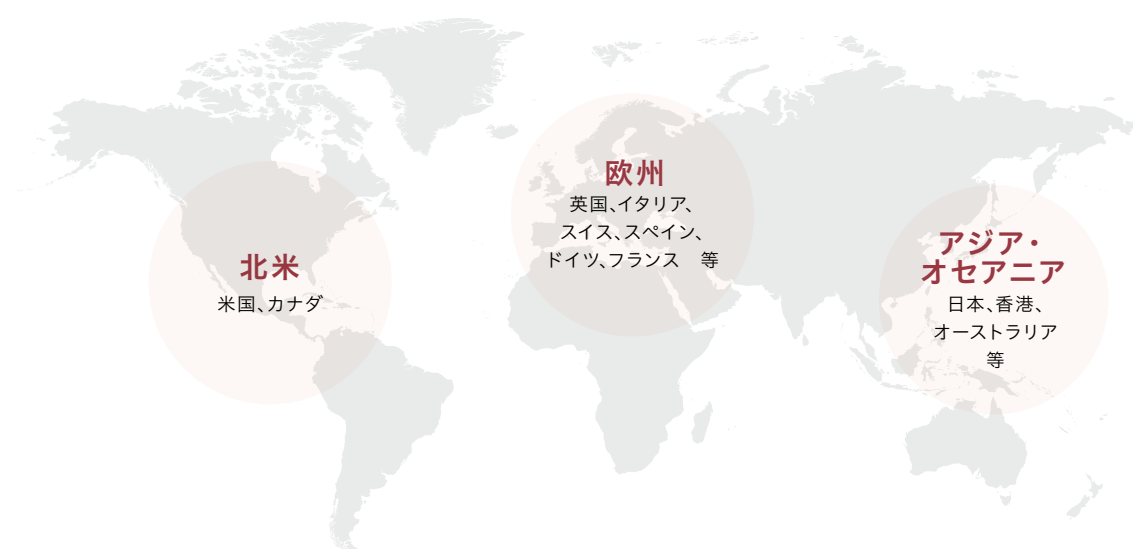 北米
米国、カナダ
欧州
英国、イタリア、
スイス、スペイン、
ドイツ、フランス　等
アジア・
オセアニア
日本、香港、
オーストラリア
等